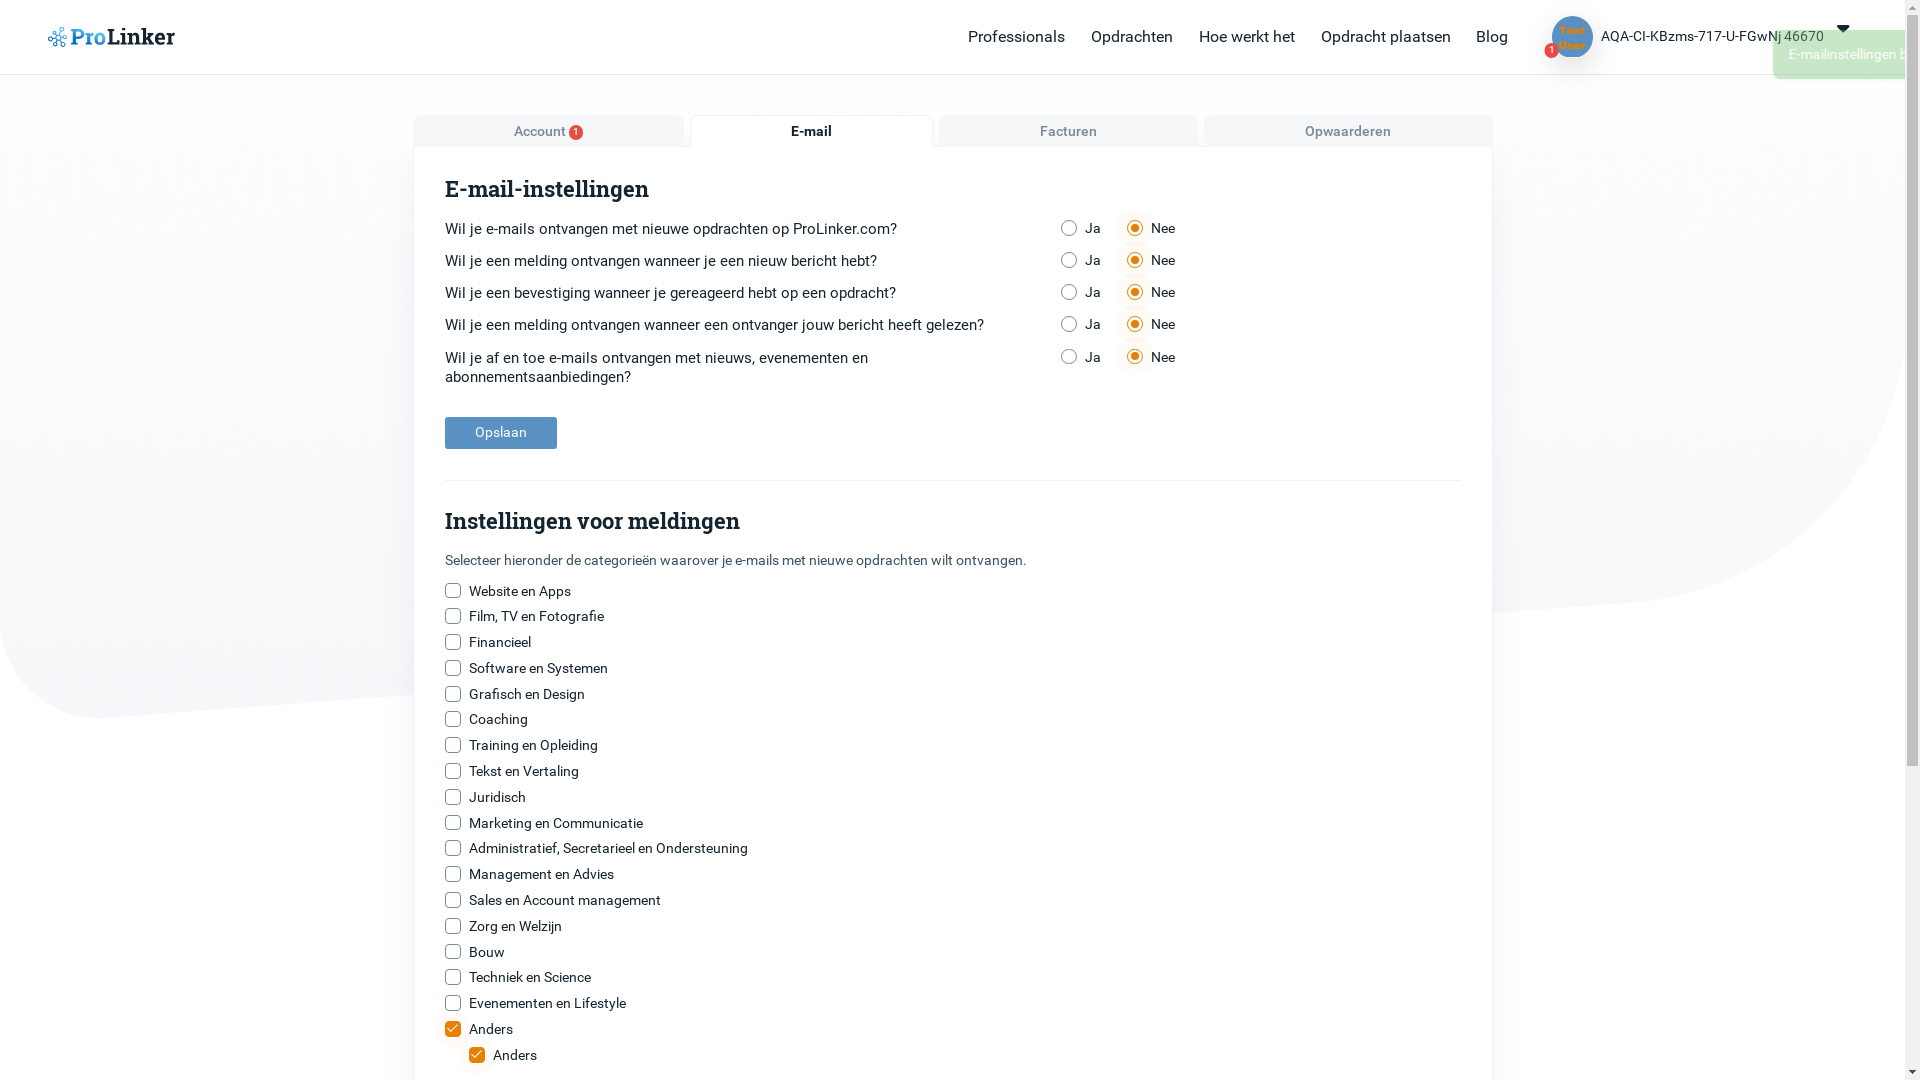 ProLinker
Professionals
Opdrachten
Hoe werkt het
Opdracht plaatsen
Blog
Test
User
1
AQA-CI-KBzms-717-U-FGwNj 46670
E-mailinstellingen
Account 1
E-mail
Facturen
Opwaarderen
E-mail-instellingen
Wil je e-mails ontvangen met nieuwe opdrachten op ProLinker.com? Ja Nee
Wil je een melding ontvangen wanneer je een nieuw bericht hebt? Ja Nee
Wil je een bevestiging wanneer je gereageerd hebt op een opdracht? Ja Nee
Wil je een melding ontvangen wanneer een ontvanger jouw bericht heeft gelezen? Ja Nee
Wil je af en toe e-mails ontvangen met nieuws, evenementen en Ja Nee
abonnementsaanbiedingen?
Opslaan
Instellingen voor meldingen
Selecteer hieronder de categorieën waarover je e-mails met nieuwe opdrachten wilt ontvangen.
Website en Apps
Film, TV en Fotografie
Financieel
Software en Systemen
Grafisch en Design
Coaching
Training en Opleiding
Tekst en Vertaling
Juridisch
Marketing en Communicatie
Administratief, Secretarieel en Ondersteuning
Management en Advies
Sales en Account management
Zorg en Welzijn
Bouw
Techniek en Science
Evenementen en Lifestyle
Anders
Anders